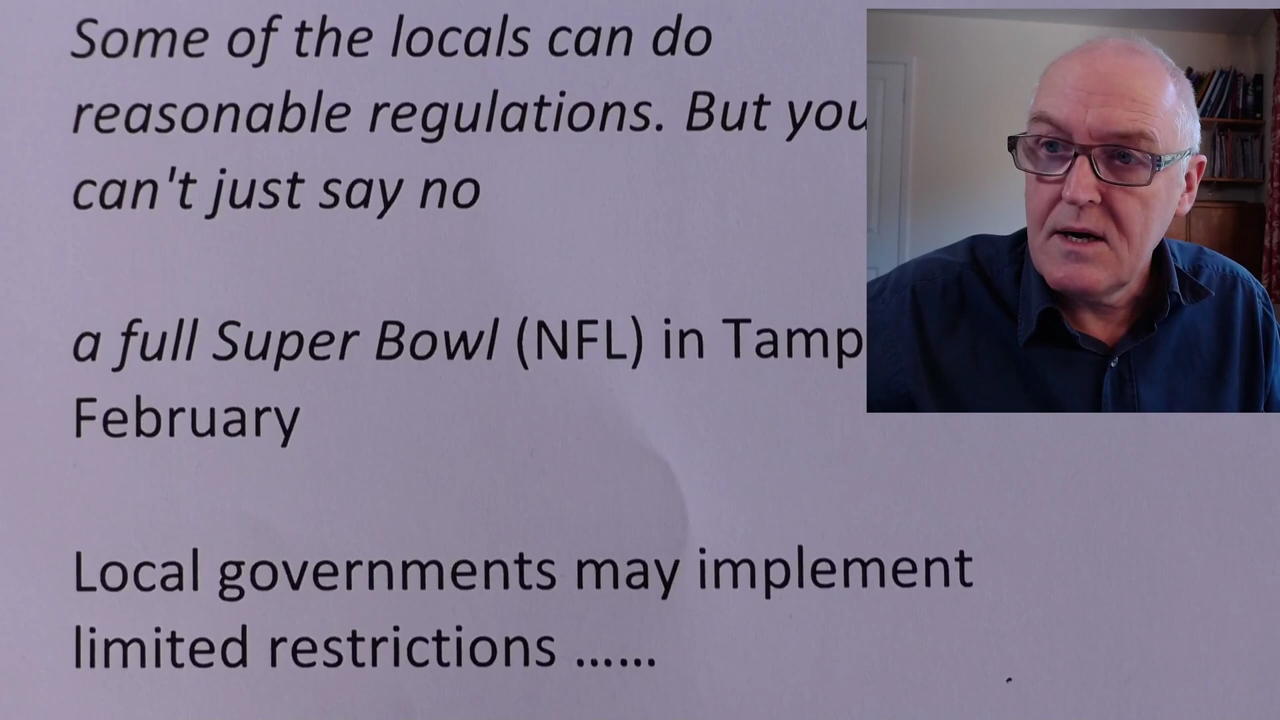 Some of the locals can do
reasonable regulations. But you
can't just say no
a full Super Bowl (NFL) in
February
Local governments may implement
limited restrictions ……